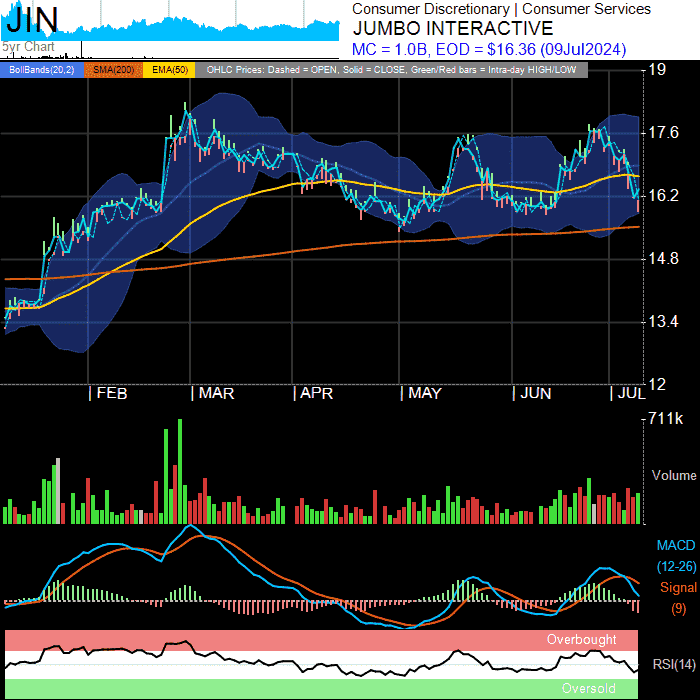 JIN
5yr Chart
Consumer Discretionary | Consumer Services
JUMBO INTERACTIVE
MC = 1.0B, EOD = $16.36 (09Jul2024)
BollBands(20,2) SMA(200) EMA(50) OHLC Prices: Dashed = OPEN, Solid = CLOSE, Green/Red bars = Intra-day HIGH/LOW
19
17.6
16.2
14.8
13.4
12
| FEB | MAR | APR | MAY | JUN | JUL
711k
Volume
MACD
(12-26)
Signal
(9)
Overbought
RSI(14)
Oversold